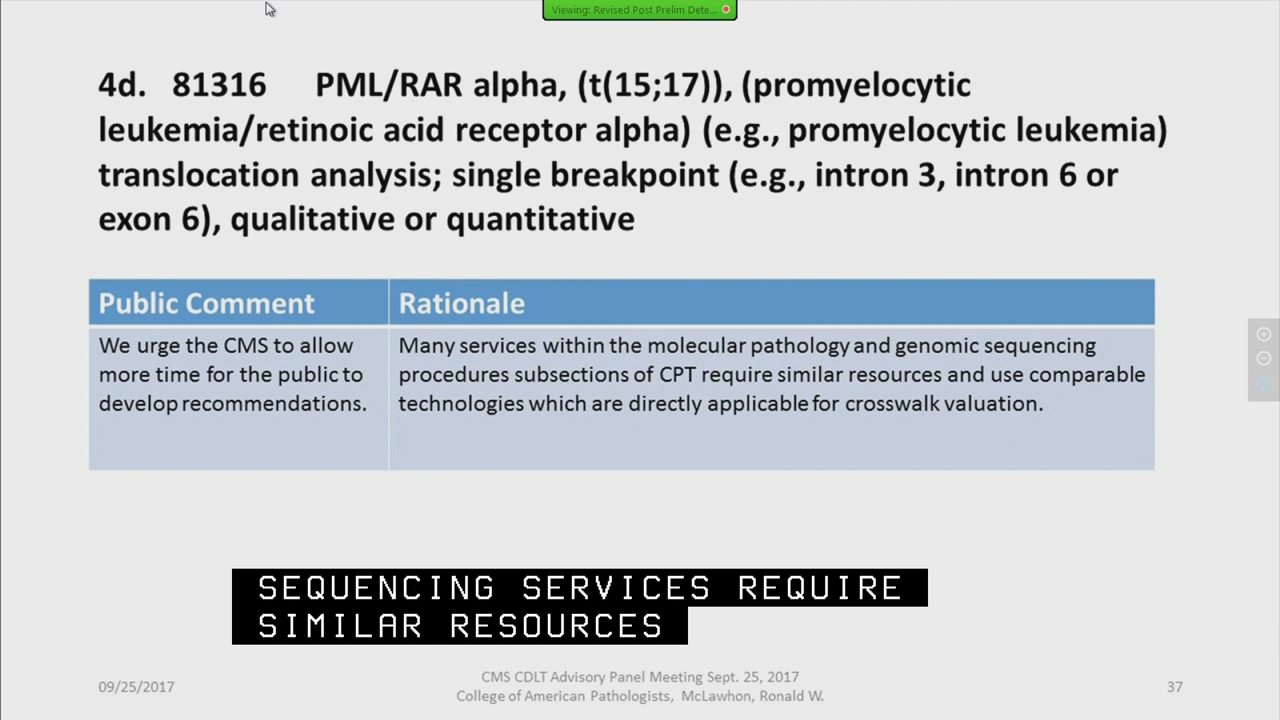 Viewing: Revised Post Prelim Dete...
4d. 81316 PML/RAR alpha, (t(15;17)), (promyelocytic
leukemia/retinoic acid receptor alpha) (e.g., promyelocytic leukemia)
translocation analysis; single breakpoint (e.g., intron 3, intron 6 or
exon 6), qualitative or quantitative
Public Comment
Rationale
We urge the CMS to allow
more time for the public to
develop recommendations.
Many services within the molecular pathology and genomic sequencing
procedures subsections of CPT require similar resources and use comparable
technologies which are directly applicable for crosswalk valuation.
SEQUENCING SERVICES REQUIRE
SIMILAR RESOURCES
09/25/2017
CMS CDLT Advisory Panel Meeting Sept. 25, 2017
College of American Pathologists, McLawhon, Ronald W.
37